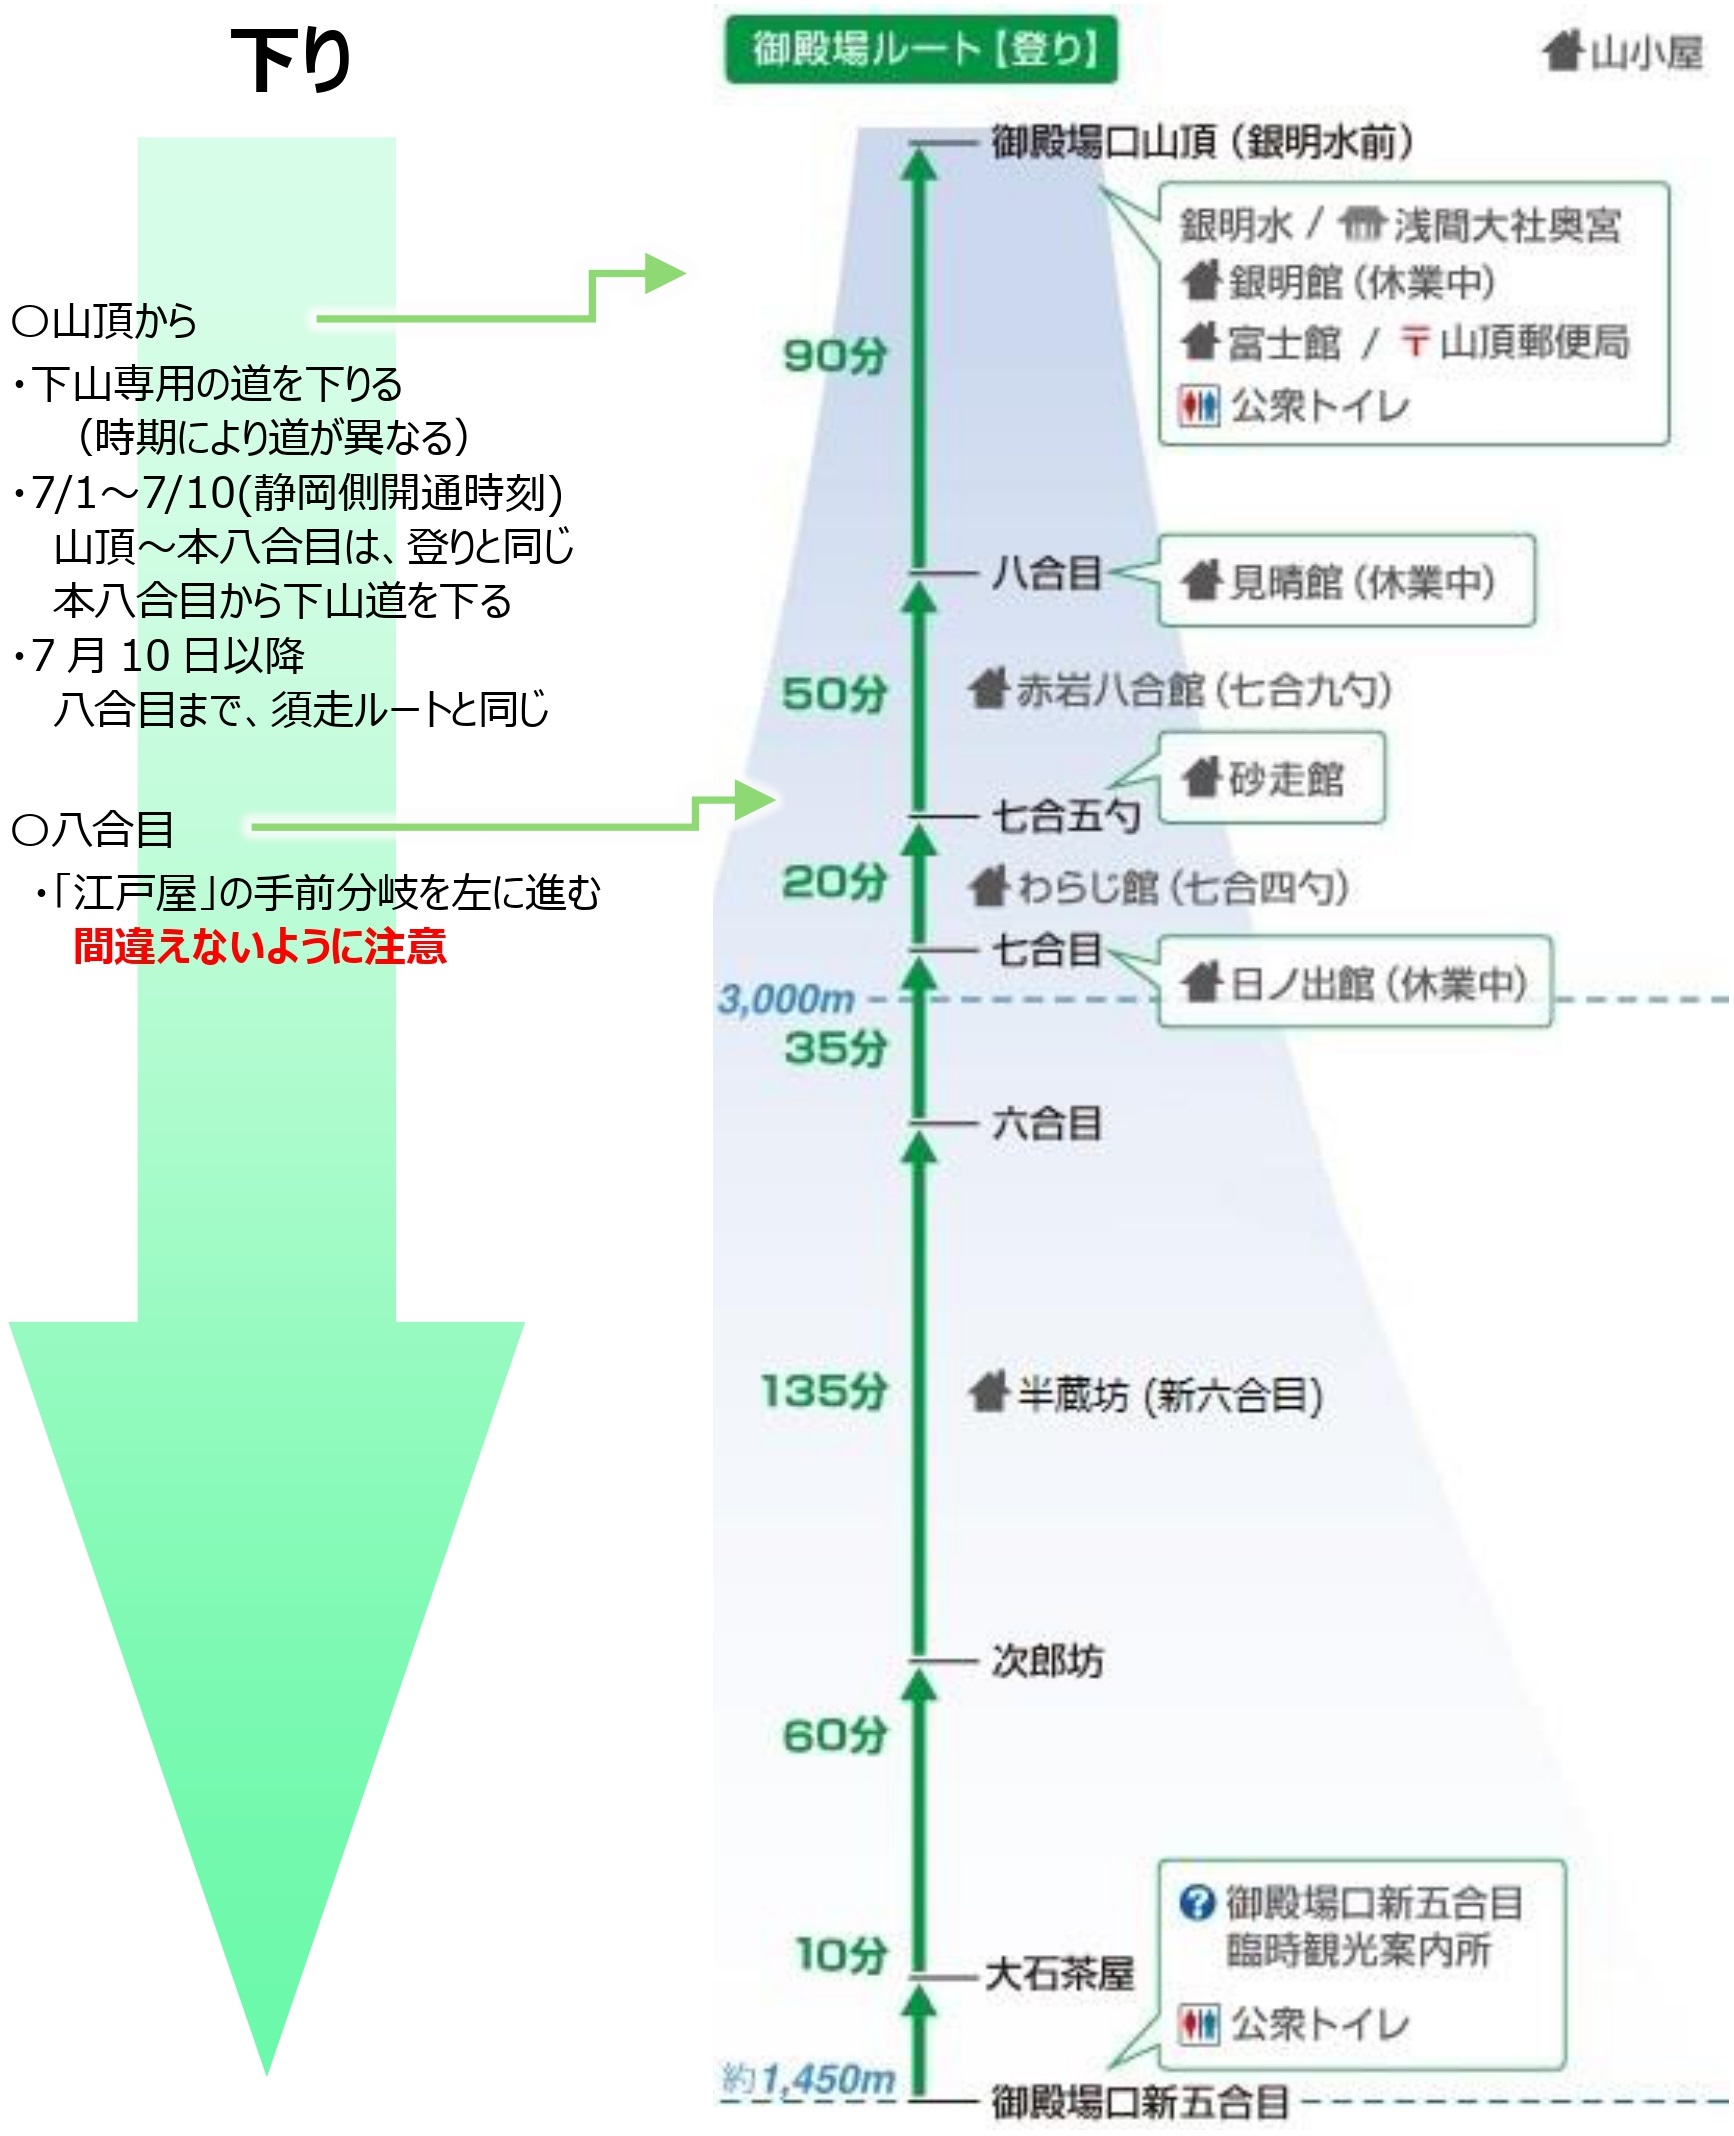 下り
〇山頂から
・下山専用の道を下りる
（時期により道が異なる）
・7/1～7/10(静岡側開通時刻)
山頂～本八合目は、登りと同じ
本八合目から下山道を下る
・7月10日以降
八合目まで、須走ルートと同じ
〇八合目
・「江戸屋」の手前分岐を左に進む
間違えないように注意
御殿場ルート【登り】
山小屋
御殿場口山頂（銀明水前）
銀明水 / 浅間大社奥宮
銀明館（休業中）
富士館 / 〒山頂郵便局
公衆トイレ
90分
八合目
見晴館（休業中）
50分
赤岩八合館（七合九勺）
砂走館
七合五勺
20分
わらじ館（七合四勺）
七合目
日ノ出館（休業中）
3,000m
35分
六合目
135分
半蔵坊 (新六合目)
次郎坊
60分
? 御殿場口新五合目
臨時観光案内所
公衆トイレ
10分
大石茶屋
約1,450m
御殿場口新五合目